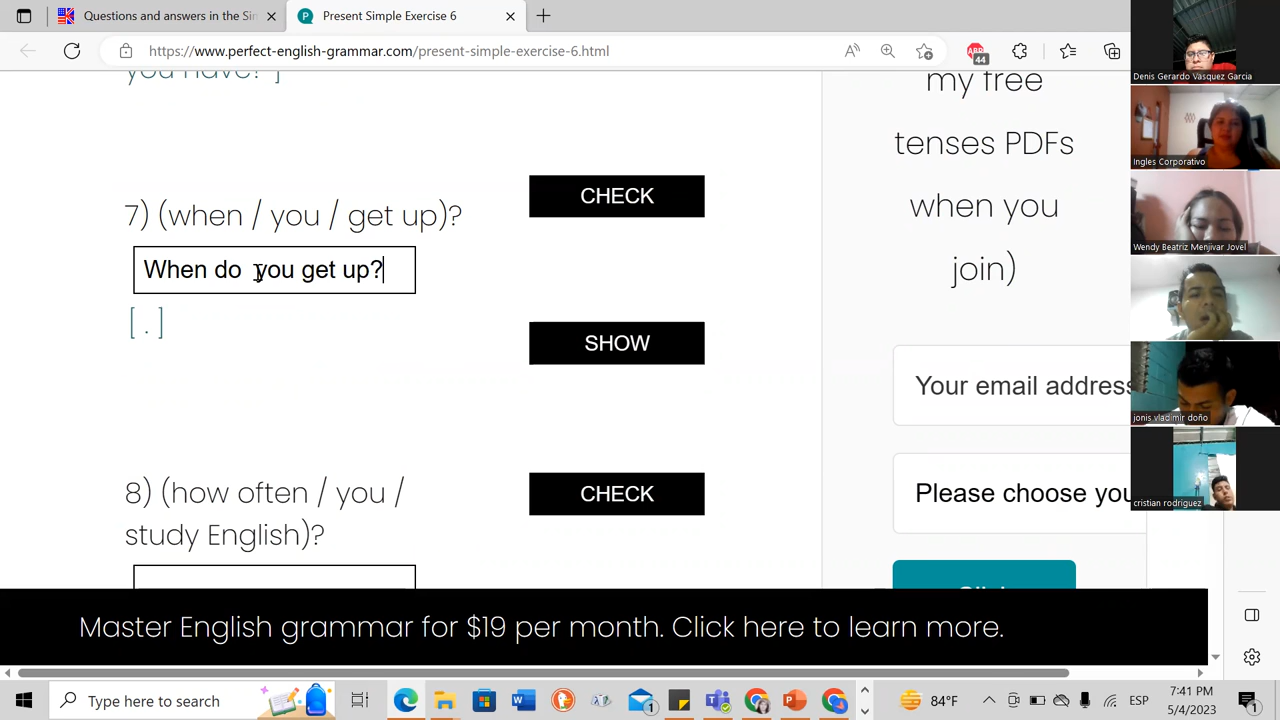 Questions and answers in the Si
Present Simple Exercise 6
https://www.perfect-english-grammar.com/present-simple-exercise-6.html
44
you have? ]
my free
tenses PDFs
when you
join)
CHECK
7) (when / you / get up)?
When do  you get up?
[ . ]
SHOW
Your email address
8) (how often / you /
study English)?
CHECK
Please choose you
Master English grammar for $19 per month. Click here to learn more.
Denis Gerardo Vasquez Garcia
Ingles Corporativo
Wendy Beatriz Menjivar Jovel
jonis vladimir doño
cristian rodriguez
Type here to search
1
84°F
ESP
7:41 PM
5/4/2023
1